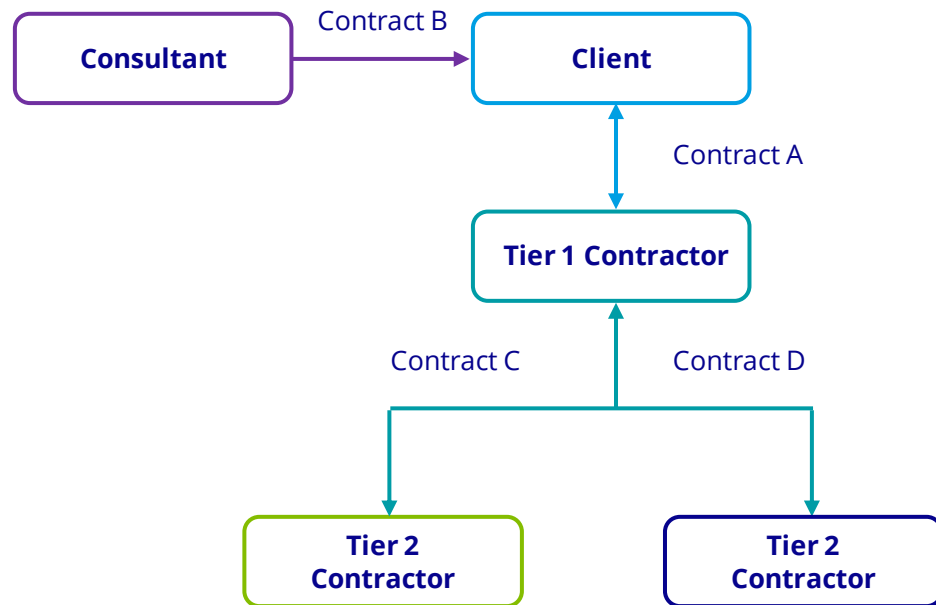 Contract B
Consultant
Client
Contract A
Tier 1 Contractor
Contract C
Contract D
Tier 2
Contractor
Tier 2
Contractor